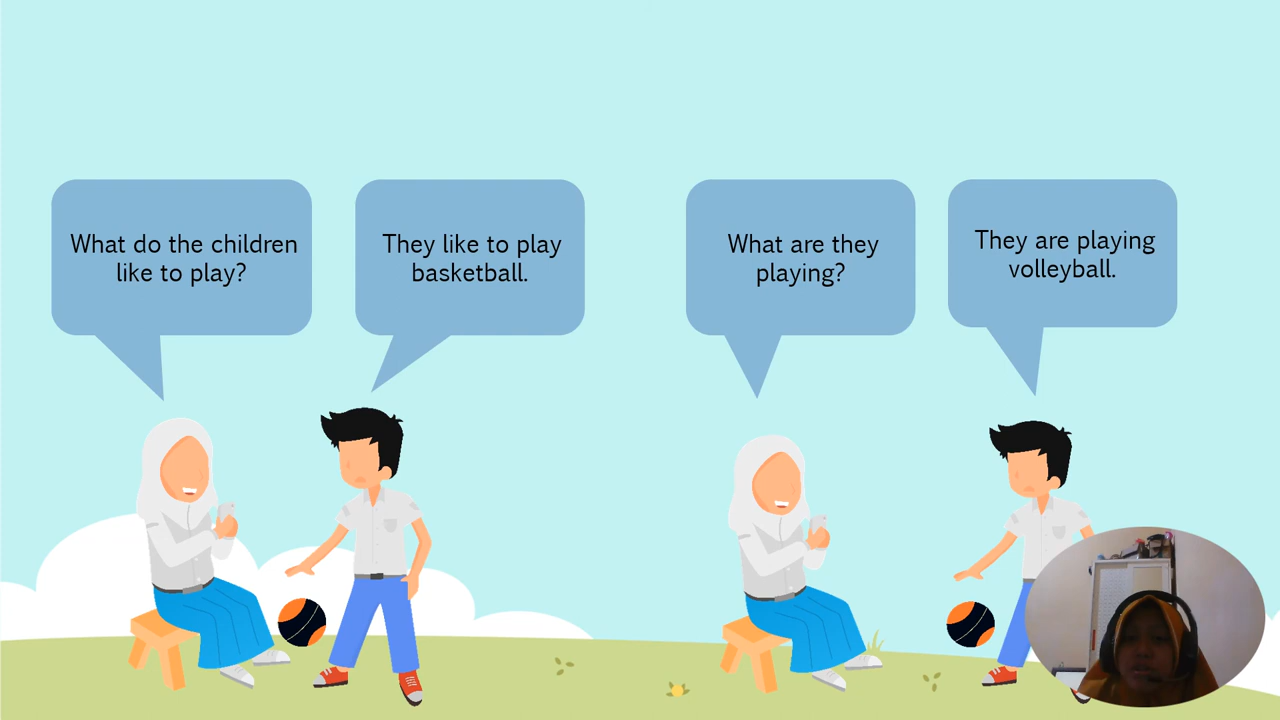 What do the children
like to play?
They like to play
basketball.
What are they
playing?
They are playing
volleyball.